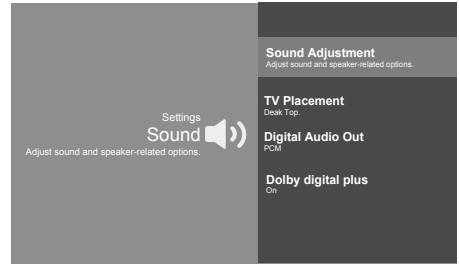 Settings
Sound
Adjust sound and speaker-related options.
Sound Adjustment
Adjust sound and speaker-related options.
TV Placement
Deak Top.
Digital Audio Out
PCM
Dolby digital plus
On